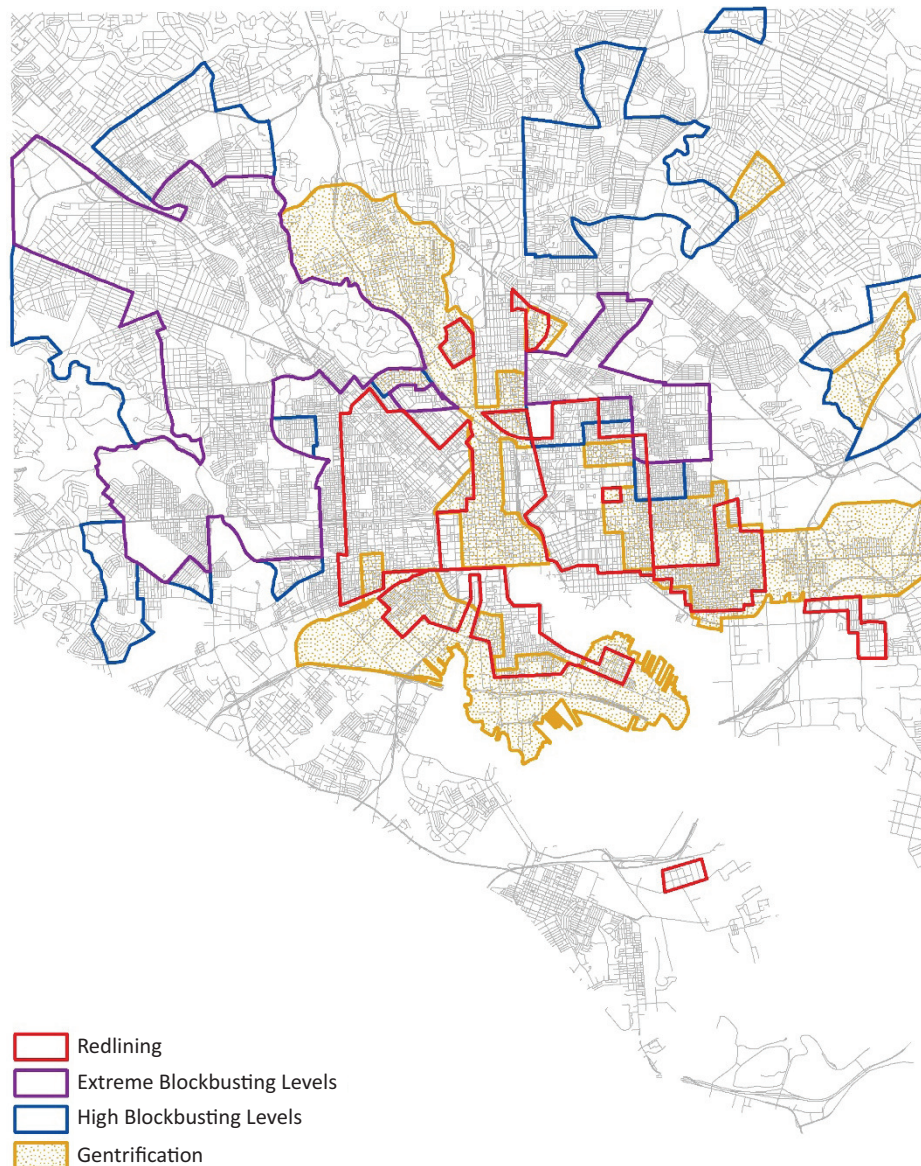 Redlining
Extreme Blockbusting Levels
High Blockbusting Levels
Gentrification